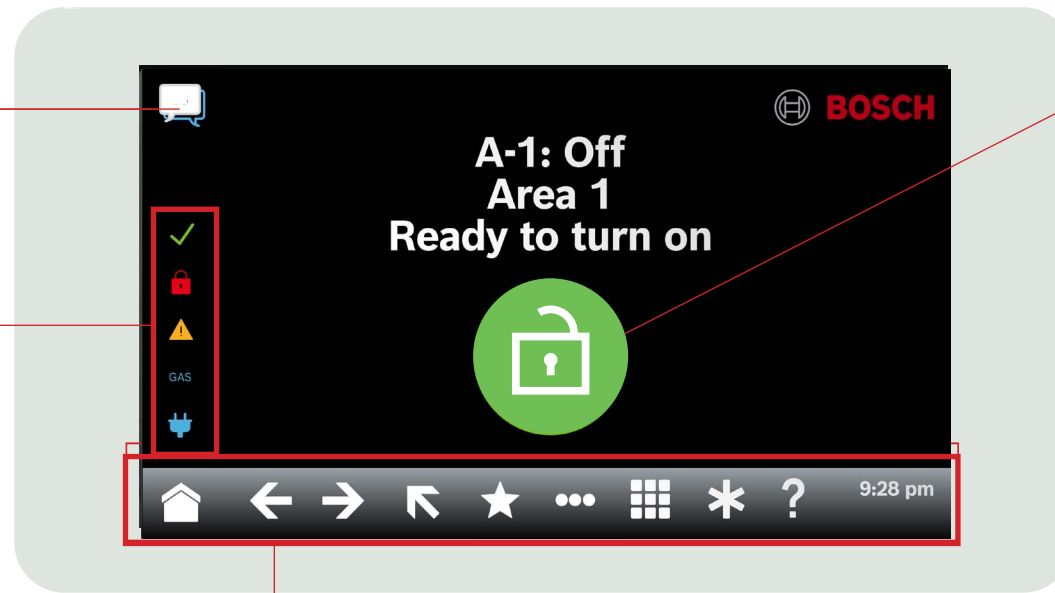 BOSCH
A-1: Off
Area 1
Ready to turn on
GAS
9:28 pm